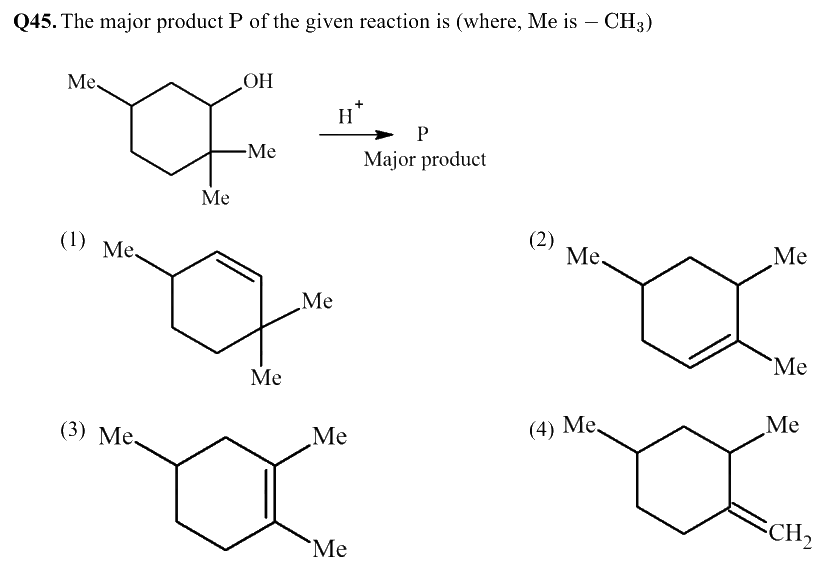 Q45. The major product P of the given reaction is (where, Me is − CH₃)
Me
OH
H⁺
P
Me
Major product
Me
(1)
Me
Me
Me
(2)
Me
Me
Me
(3)
Me
Me
Me
(4)
Me
Me
CH₂